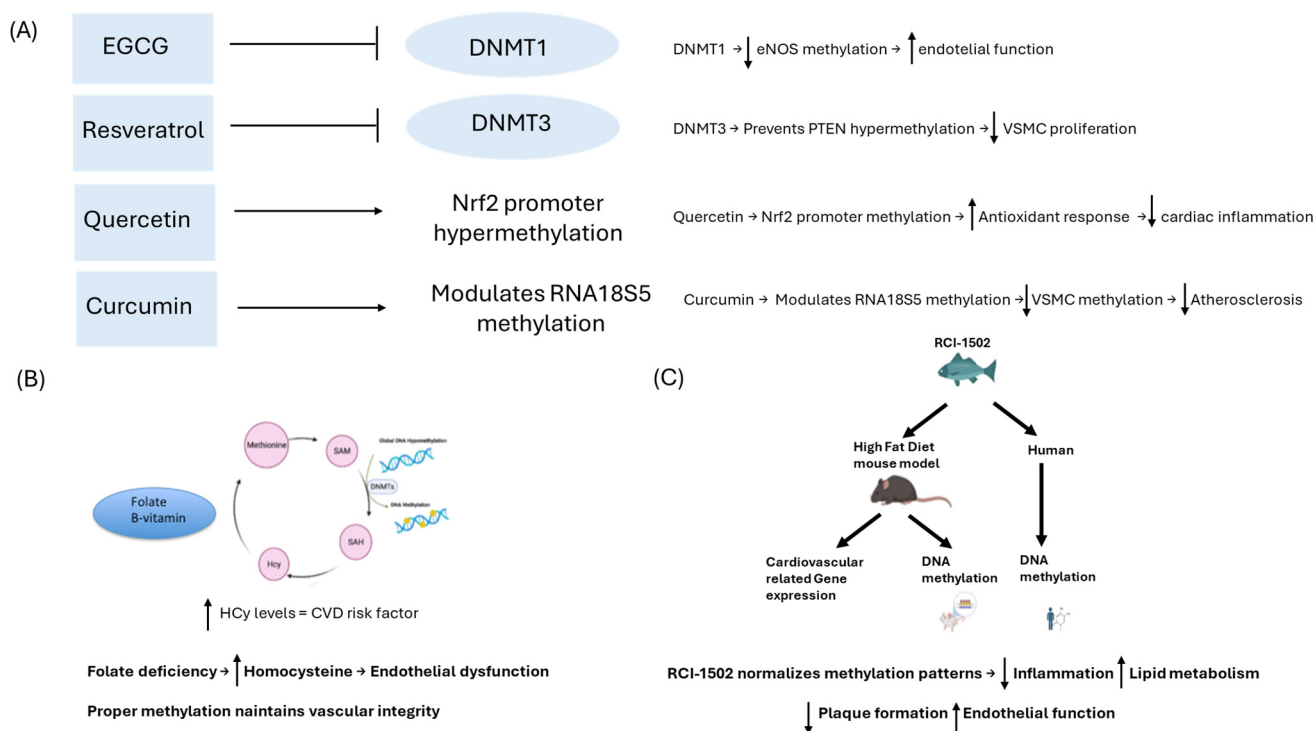 (A)
EGCG
DNMT1
DNMT1 → ↓ eNOS methylation → ↑ endotelial function
Resveratrol
DNMT3
DNMT3 → Prevents PTEN hypermethylation → ↓ VSMC proliferation
Quercetin
Nrf2 promoter
hypermethylation
Quercetin → Nrf2 promoter methylation → ↑ Antioxidant response → ↓ cardiac inflammation
Curcumin
Modulates RNA18S5
methylation
Curcumin → Modulates RNA18S5 methylation → ↓ VSMC methylation → ↓ Atherosclerosis
(B)
Methionine
SAM
Global DNA Hypomethylation
DNMTs
DNA Methylation
SAH
Hcy
Folate
B-vitamin
↑ HCy levels = CVD risk factor
Folate deficiency → ↑ Homocysteine → Endothelial dysfunction
Proper methylation naintains vascular integrity
(C)
RCI-1502
High Fat Diet
mouse model
Human
Cardiovascular
related Gene
expression
DNA
methylation
DNA
methylation
RCI-1502 normalizes methylation patterns → ↓ Inflammation ↑ Lipid metabolism
↓ Plaque formation ↑ Endothelial function